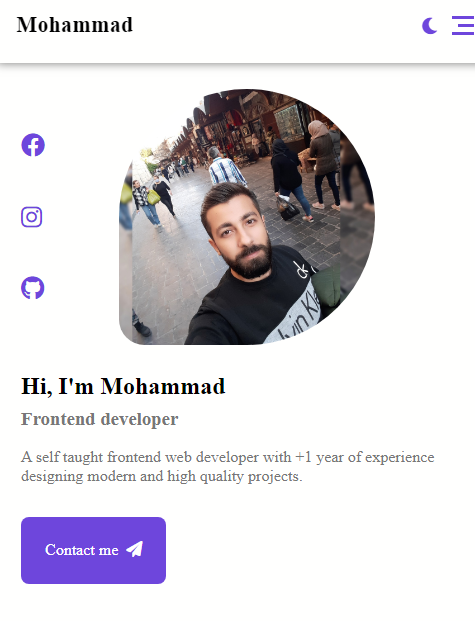 Mohammad
Hi, I'm Mohammad
Frontend developer
A self taught frontend web developer with +1 year of experience
designing modern and high quality projects.
Contact me